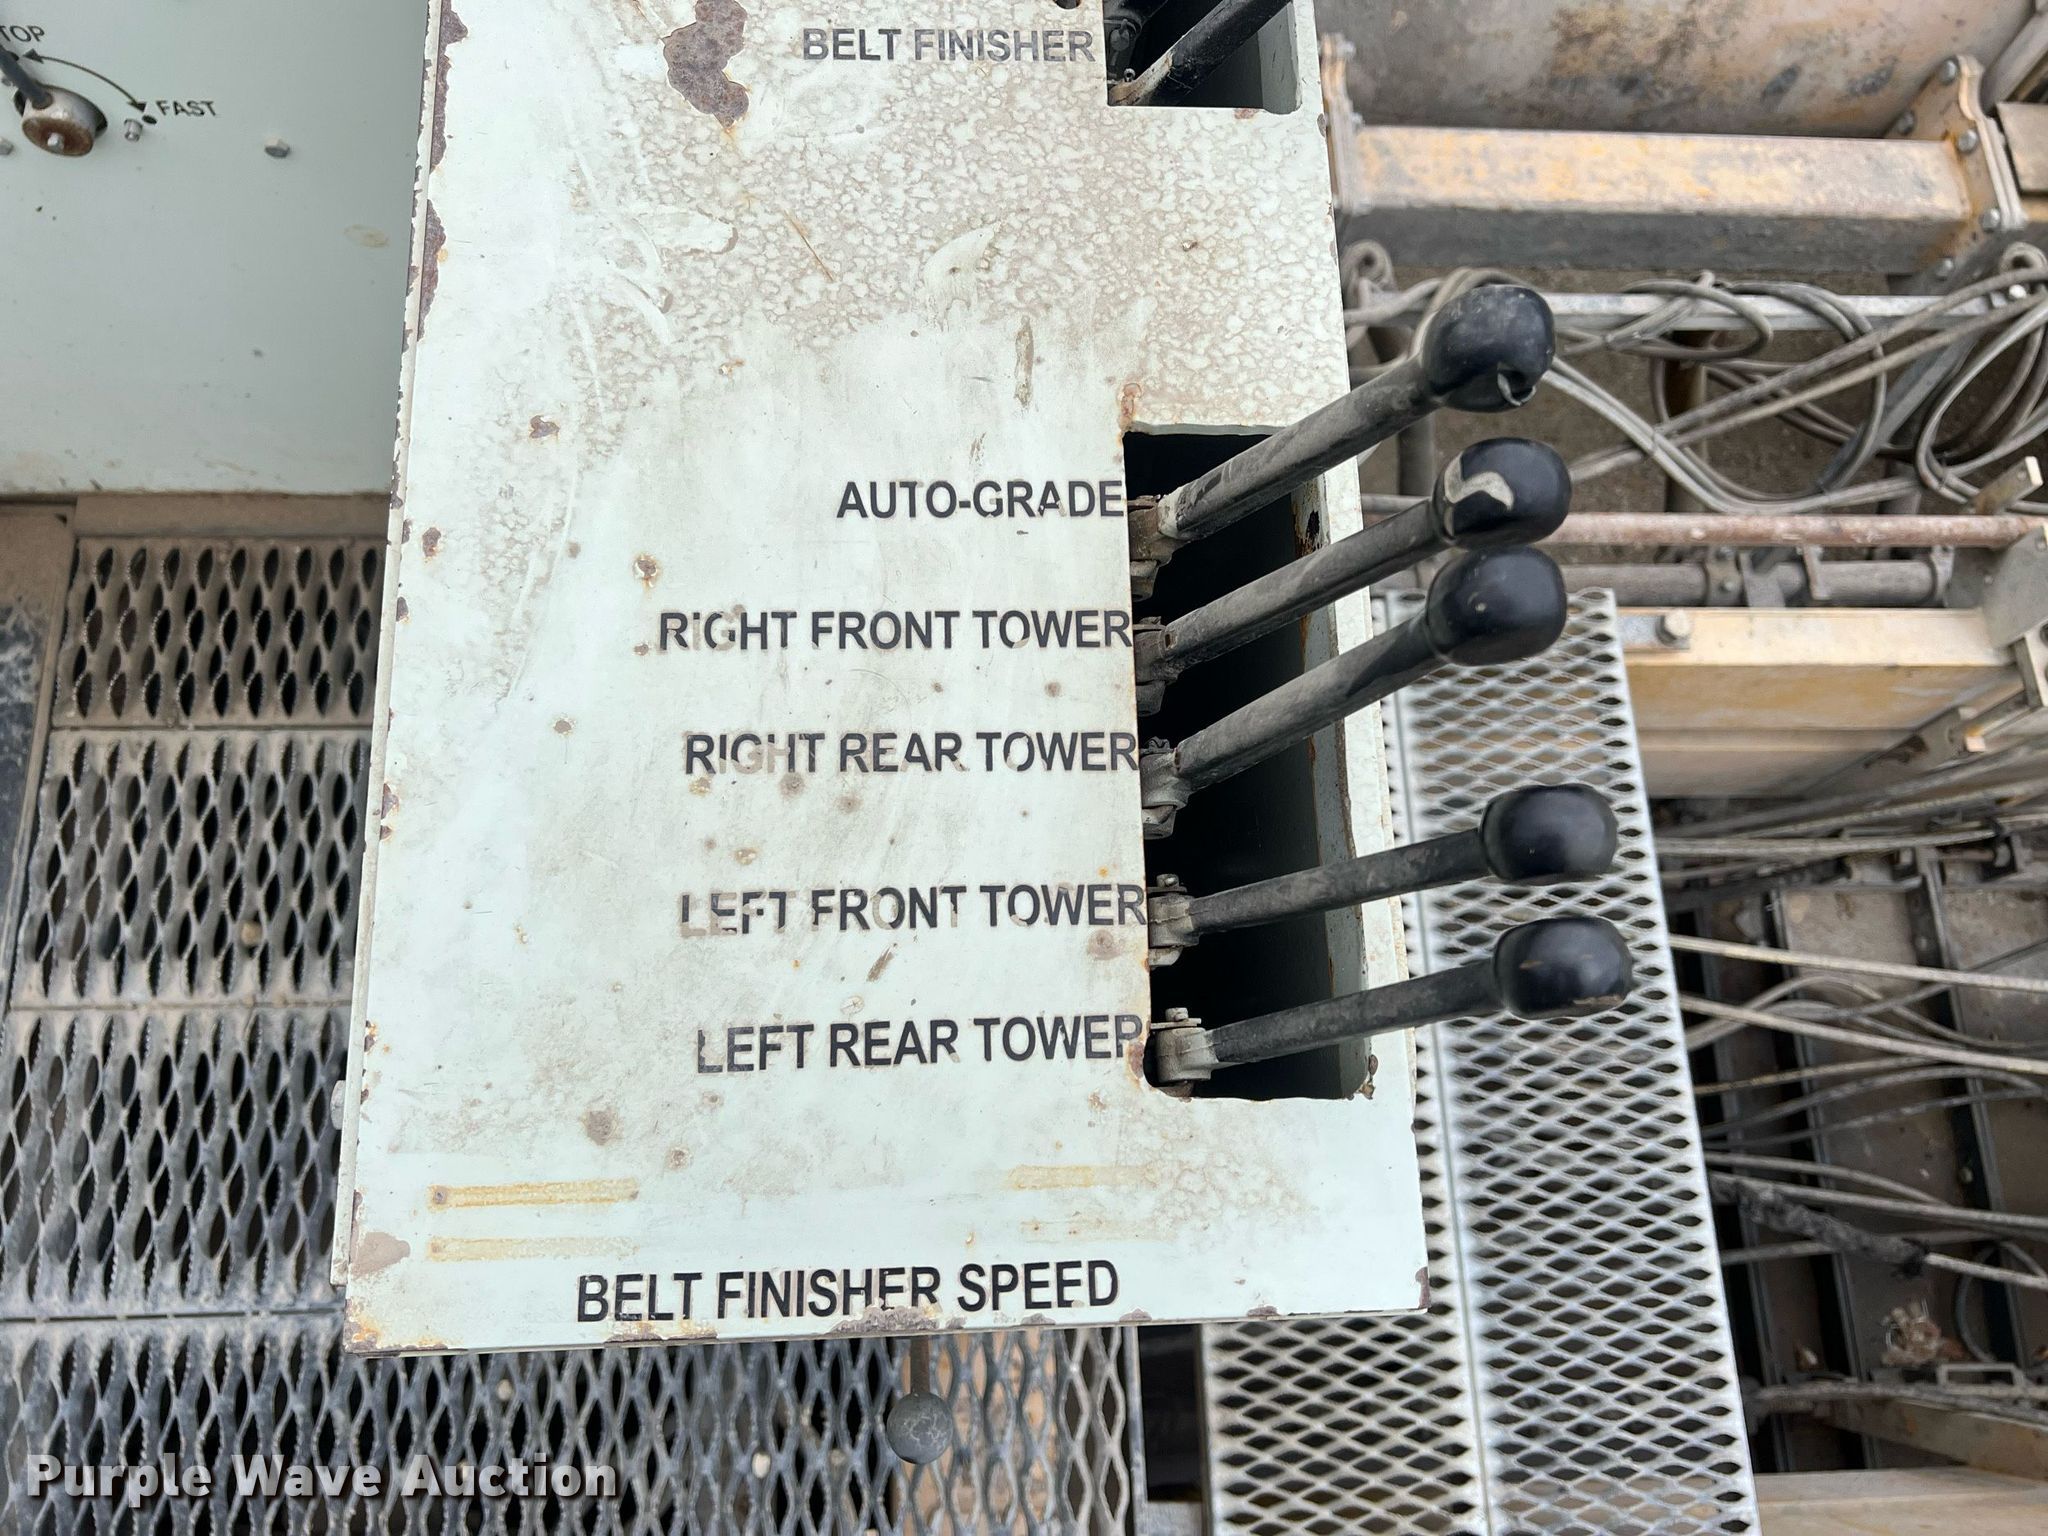 BELT FINISHER
TOP
FAST
AUTO-GRADE
RIGHT FRONT TOWER
RIGHT REAR TOWER
LEFT FRONT TOWER
LEFT REAR TOWER
BELT FINISHER SPEED
Purple Wave Auction